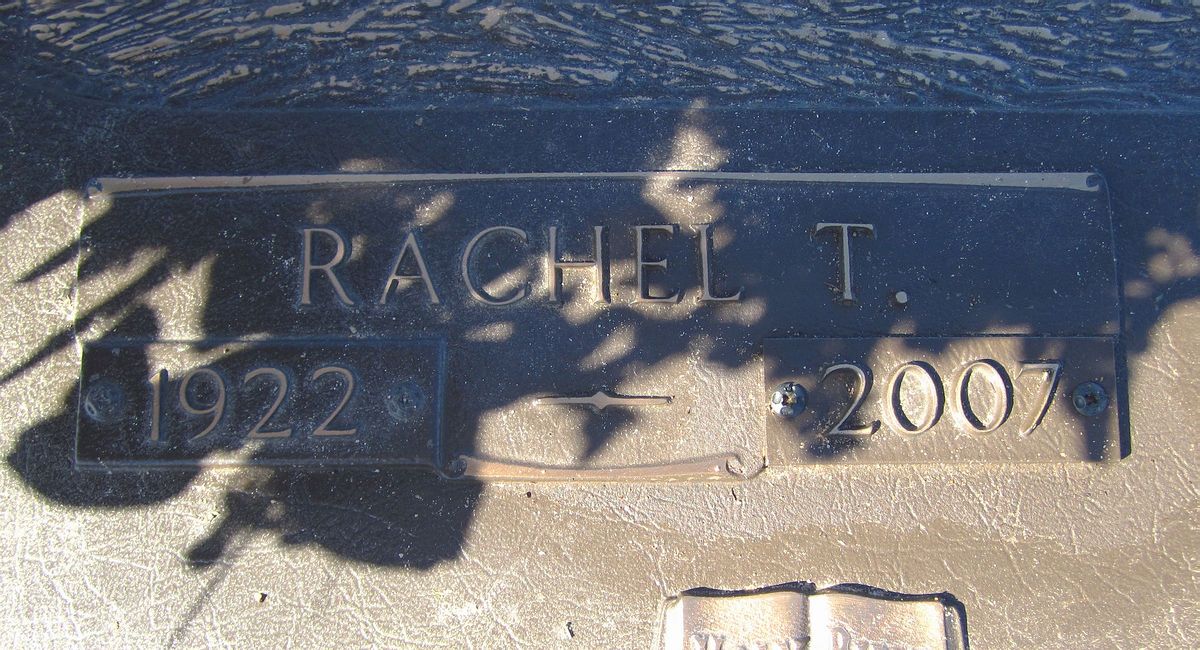 RACHEL T.
1922 — 2007